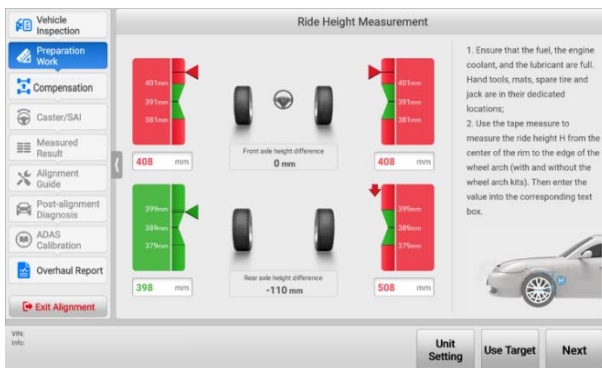 Vehicle
Inspection
Preparation
Work
Compensation
Caster/SAI
Measured
Result
Alignment
Guide
Post-alignment
Diagnosis
ADAS
Calibration
Overhaul Report
Exit Alignment
Ride Height Measurement
401mm
391mm
381mm
408 mm
Front axle height difference
0 mm
401mm
391mm
381mm
408 mm
399mm
389mm
379mm
398 mm
Rear axle height difference
-110 mm
399mm
389mm
379mm
508 mm
1. Ensure that the fuel, the engine
coolant, and the lubricant are full.
Hand tools, mats, spare tire and
jack are in their dedicated
locations;
2. Use the tape measure to
measure the ride height H from the
center of the rim to the edge of the
wheel arch (with and without the
wheel arch kits). Then enter the
value into the corresponding text
box.
H
VIN:
Info:
Unit
Setting
Use Target
Next